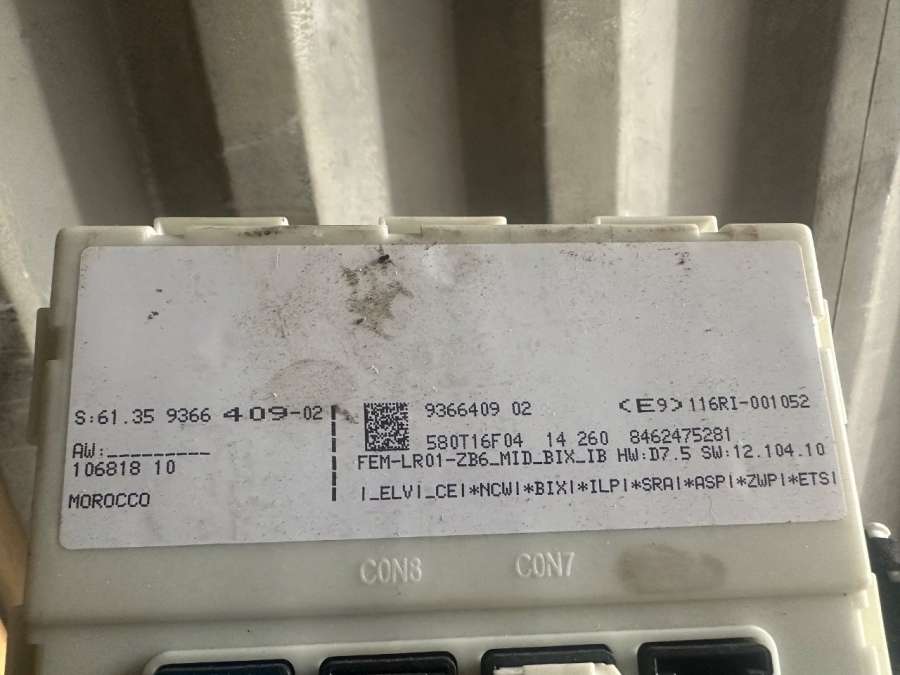 S:61.35 9366 409-02
AW:_________
106818 10
MOROCCO
9366409 02 <E9>116RI-001052
580T16F04 14 260 8462475281
FEM-LR01-ZB6_MID_BIX_IB HW:D7.5 SW:12.104.10
|_ELV|_CE|*NCW|*BIX|*ILP|*SRA|*ASP|*ZWP|*ETS|
CON8 CON7